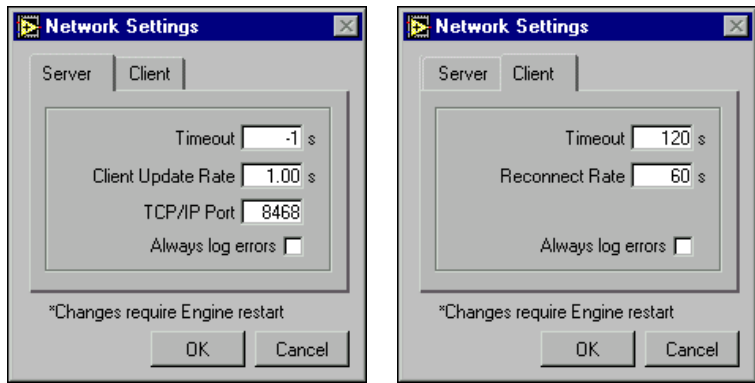 Network Settings
Server
Client
Timeout -1 s
Client Update Rate 1.00 s
TCP/IP Port 8468
Always log errors
*Changes require Engine restart
OK
Cancel
Network Settings
Server
Client
Timeout 120 s
Reconnect Rate 60 s
Always log errors
*Changes require Engine restart
OK
Cancel